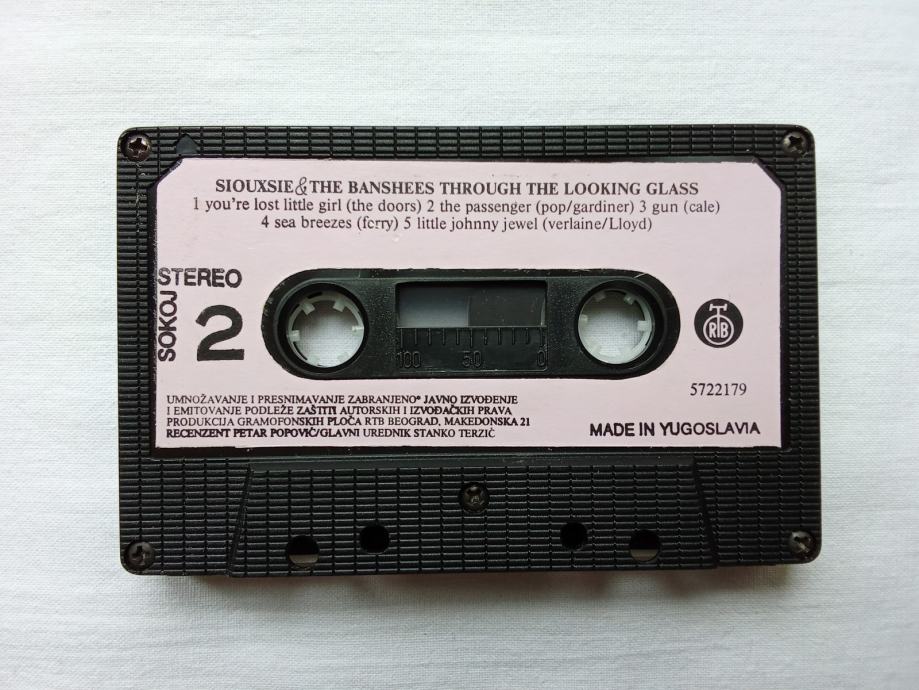 SIOUXSIE & THE BANSHEES THROUGH THE LOOKING GLASS
1 you're lost little girl (the doors) 2 the passenger (pop/gardiner) 3 gun (cale)
4 sea breezes (fcrry) 5 little johnny jewel (verlaine/Lloyd)
STEREO
SOKOJ
2
100 50 0
RTB
5722179
UMNOŽAVANJE I PRESNIMAVANJE ZABRANJENO* JAVNO IZVOĐENJE
I EMITOVANJE PODLEŽE ZAŠTITI AUTORSKIH I IZVOĐAČKIH PRAVA
PRODUKCIJA GRAMOFONSKIH PLOČA RTB BEOGRAD, MAKEDONSKA 21
RECENZENT PETAR POPOVIĆ/GLAVNI UREDNIK STANKO TERZIĆ
MADE IN YUGOSLAVIA